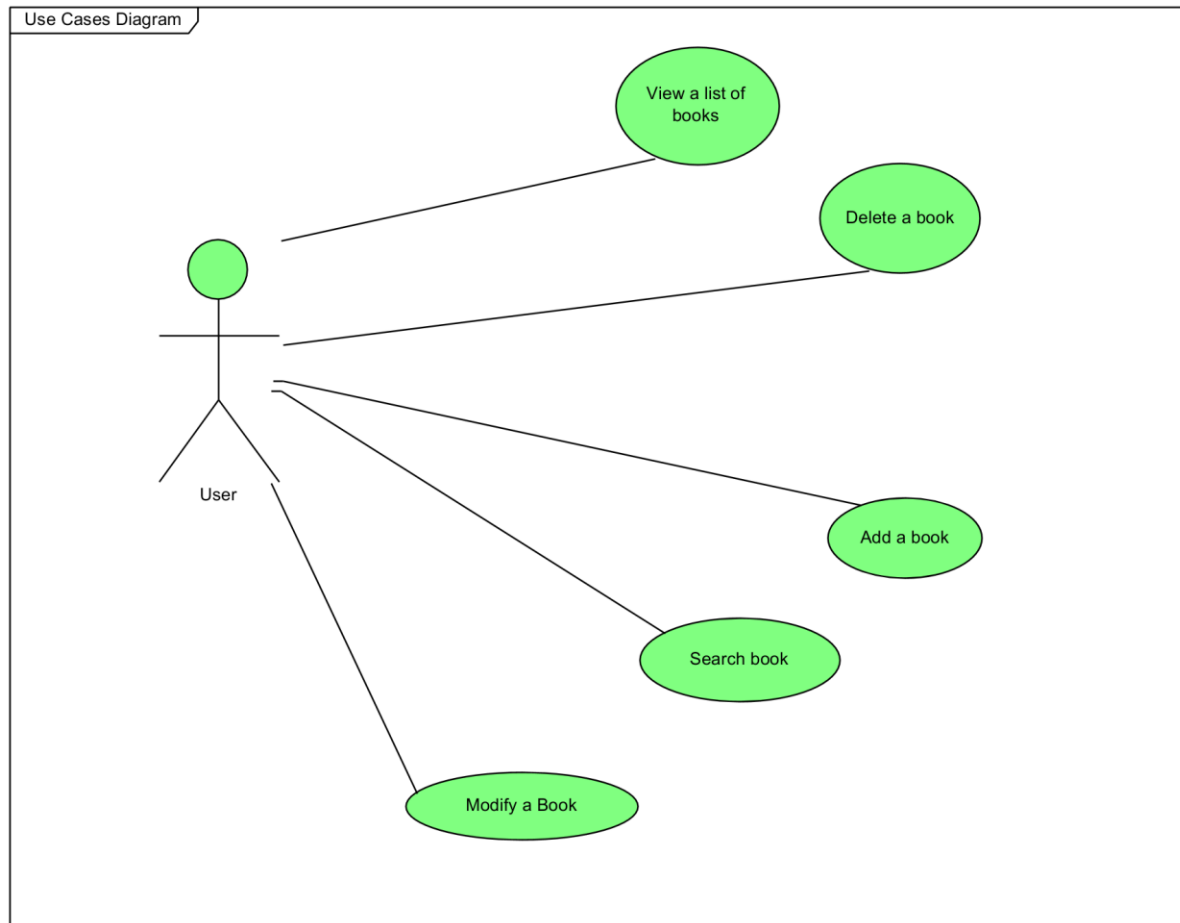 Use Cases Diagram
View a list of
books
Delete a book
User
Add a book
Search book
Modify a Book